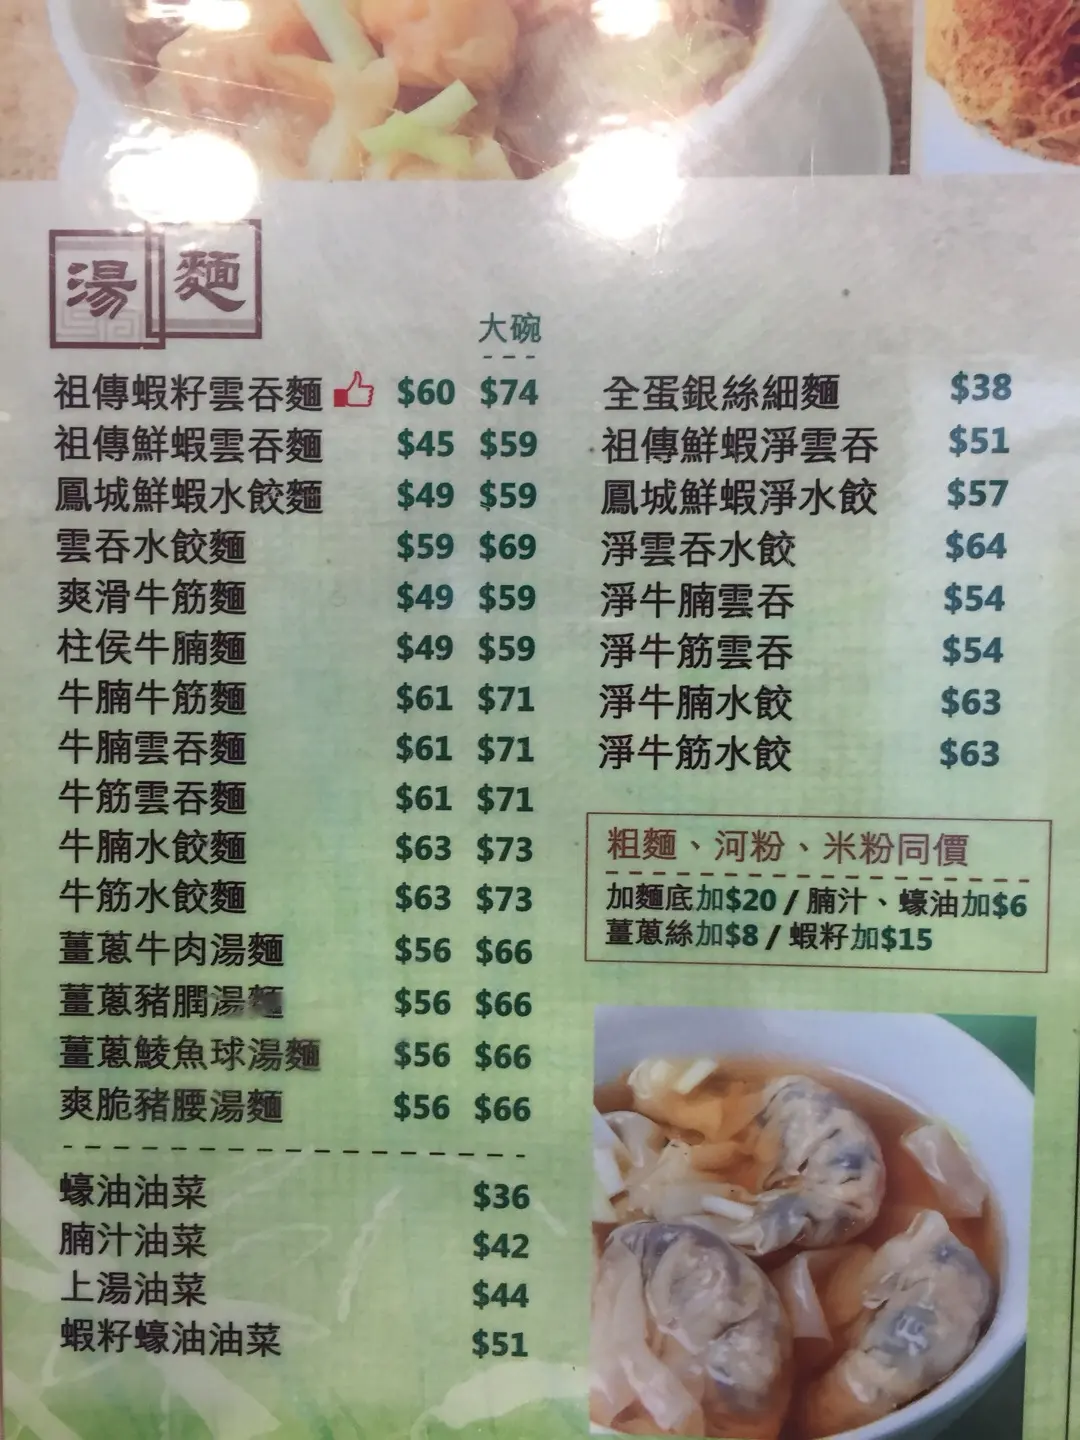 湯麵
大碗
祖傳蝦籽雲吞麵 $60 $74
祖傳鮮蝦雲吞麵 $45 $59
鳳城鮮蝦水餃麵 $49 $59
雲吞水餃麵 $59 $69
爽滑牛筋麵 $49 $59
柱侯牛腩麵 $49 $59
牛腩牛筋麵 $61 $71
牛腩雲吞麵 $61 $71
牛筋雲吞麵 $61 $71
牛腩水餃麵 $63 $73
牛筋水餃麵 $63 $73
薑蔥牛肉湯麵 $56 $66
薑蔥豬膶湯麵 $56 $66
薑蔥鯪魚球湯麵 $56 $66
爽脆豬腰湯麵 $56 $66
蠔油油菜 $36
腩汁油菜 $42
上湯油菜 $44
蝦籽蠔油油菜 $51
全蛋銀絲細麵 $38
祖傳鮮蝦淨雲吞 $51
鳳城鮮蝦淨水餃 $57
淨雲吞水餃 $64
淨牛腩雲吞 $54
淨牛筋雲吞 $54
淨牛腩水餃 $63
淨牛筋水餃 $63
粗麵、河粉、米粉同價
加麵底加$20 / 腩汁、蠔油加$6
薑蔥絲加$8 / 蝦籽加$15